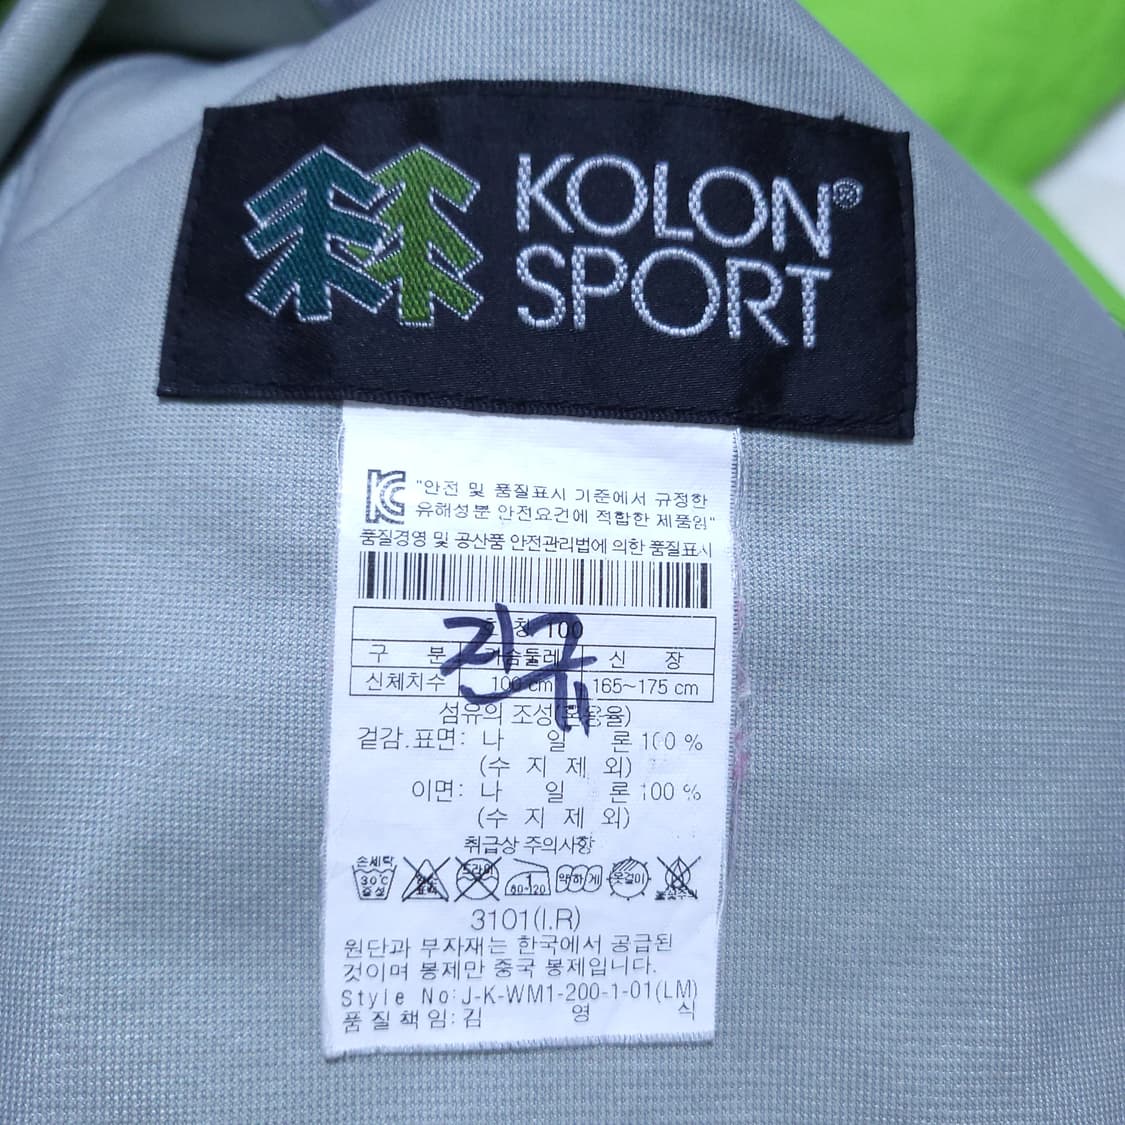 KOLON®
SPORT
"안전 및 품질표시 기준에서 규정한
유해성분 안전요건에 적합한 제품임"
품질경영 및 공산품 안전관리법에 의한 품질표시
호 칭 100
구 분 가슴둘레 신 장
신체치수 100 cm 165~175 cm
섬유의 조성(혼용율)
겉감.표면: 나 일 론 100 %
(수 지 제 외)
이면: 나 일 론 100 %
(수 지 제 외)
취급상 주의사항
손세탁 30℃ 중성 드라이 80-120 약하게 옷걸이
3101(I.R)
원단과 부자재는 한국에서 공급된
것이며 봉제만 중국 봉제입니다.
Style No:J-K-WM1-200-1-01(LM)
품질책임:김 영 식